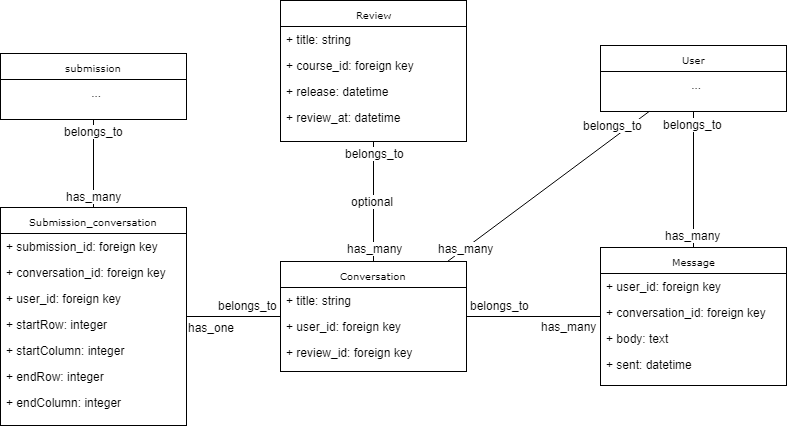 Review
+ title: string
+ course_id: foreign key
+ release: datetime
+ review_at: datetime
submission
...
User
...
belongs_to
has_many
belongs_to
optional
has_many
belongs_to
belongs_to
has_many
has_many
Submission_conversation
+ submission_id: foreign key
+ conversation_id: foreign key
+ user_id: foreign key
+ startRow: integer
+ startColumn: integer
+ endRow: integer
+ endColumn: integer
belongs_to
has_one
Conversation
+ title: string
+ user_id: foreign key
+ review_id: foreign key
belongs_to
has_many
Message
+ user_id: foreign key
+ conversation_id: foreign key
+ body: text
+ sent: datetime